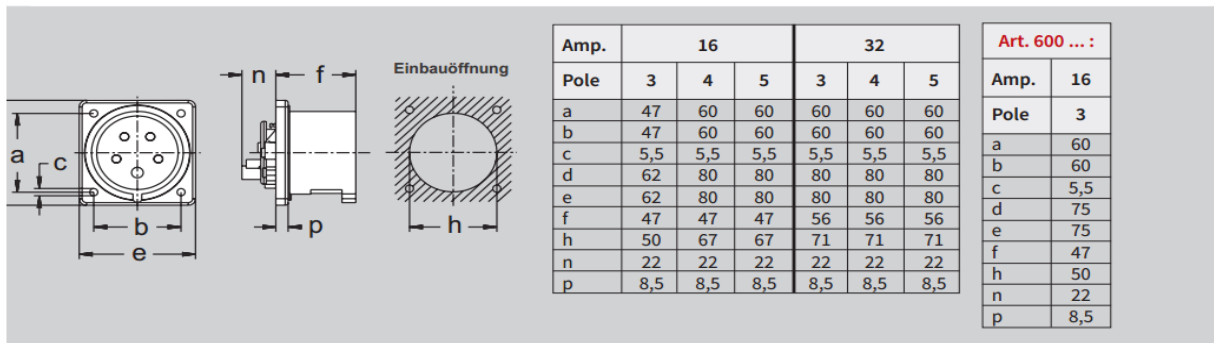 n f
a c
b
e
p
Einbauöffnung
h
Amp. 16 32
Pole 3 4 5 3 4 5
a 47 60 60 60 60 60
b 47 60 60 60 60 60
c 5,5 5,5 5,5 5,5 5,5 5,5
d 62 80 80 80 80 80
e 62 80 80 80 80 80
f 47 47 47 56 56 56
h 50 67 67 71 71 71
n 22 22 22 22 22 22
p 8,5 8,5 8,5 8,5 8,5 8,5
Art. 600 ... :
Amp. 16
Pole 3
a 60
b 60
c 5,5
d 75
e 75
f 47
h 50
n 22
p 8,5